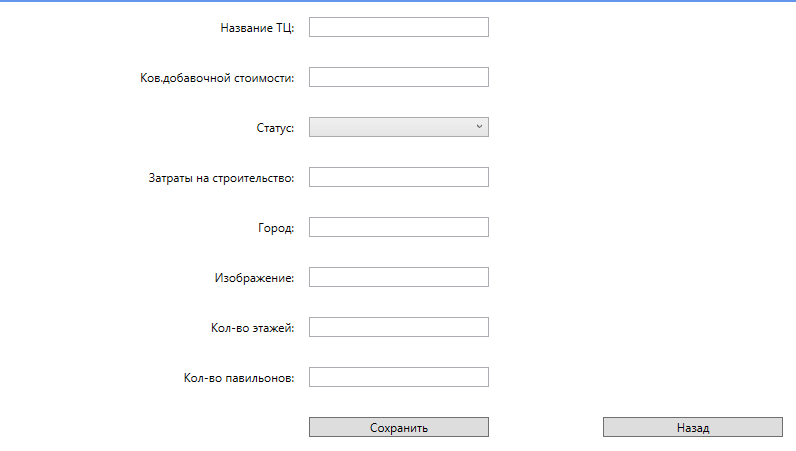 Название ТЦ:
Ков.добавочной стоимости:
Статус:
Затраты на строительство:
Город:
Изображение:
Кол-во этажей:
Кол-во павильонов:
Сохранить Назад